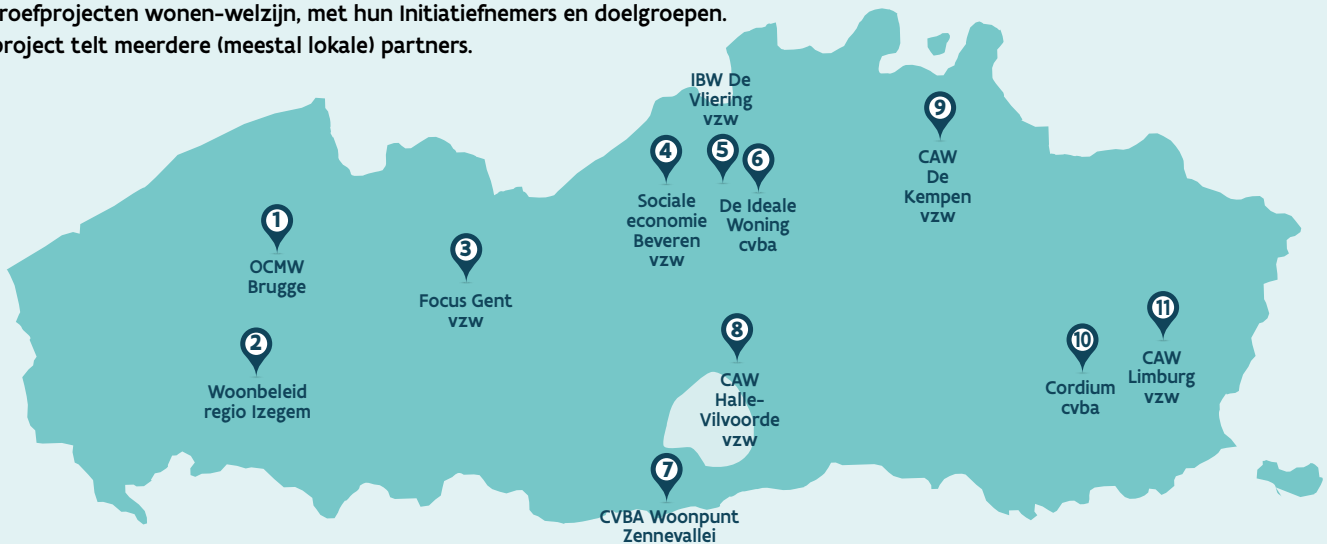 roefprojecten wonen-welzijn, met hun Initiatiefnemers en doelgroepen.
project telt meerdere (meestal lokale) partners.
IBW De
Vliering
vzw
9
CAW
De
Kempen
vzw
4
Sociale
economie
Beveren
vzw
5
6
De Ideale
Woning
cvba
1
OCMW
Brugge
3
Focus Gent
vzw
2
Woonbeleid
regio Izegem
8
CAW
Halle-
Vilvoorde
vzw
11
CAW
Limburg
vzw
10
Cordium
cvba
7
CVBA Woonpunt
Zennevallei